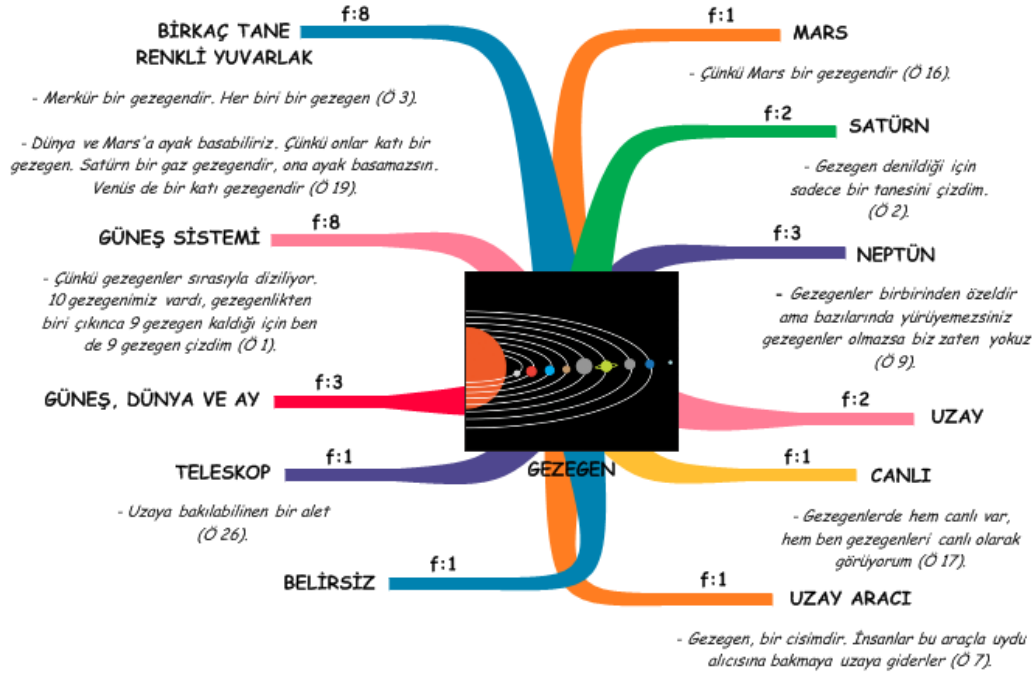 f:8
BİRKAÇ TANE
RENKLİ YUVARLAK
- Merkür bir gezegendir. Her biri bir gezegen (Ö 3).
- Dünya ve Mars'a ayak basabiliriz. Çünkü onlar katı bir
gezegen. Satürn bir gaz gezegendir, ona ayak basamazsın.
Venüs de bir katı gezegendir (Ö 19).
f:8
GÜNEŞ SİSTEMİ
- Çünkü gezegenler sırasıyla diziliyor.
10 gezegenimiz vardı, gezegenlikten
biri çıkınca 9 gezegen kaldığı için ben
de 9 gezegen çizdim (Ö 1).
f:3
GÜNEŞ, DÜNYA VE AY
f:1
TELESKOP
- Uzaya bakılabilinen bir alet
(Ö 26).
f:1
BELİRSİZ
GEZEGEN
f:1
MARS
- Çünkü Mars bir gezegendir (Ö 16).
f:2
SATÜRN
- Gezegen denildiği için
sadece bir tanesini çizdim.
(Ö 2).
f:3
NEPTÜN
- Gezegenler birbirinden özeldir
ama bazılarında yürüyemezsiniz
gezegenler olmazsa biz zaten yokuz
(Ö 9).
f:2
UZAY
f:1
CANLI
- Gezegenlerde hem canlı var,
hem ben gezegenleri canlı olarak
görüyorum (Ö 17).
f:1
UZAY ARACI
- Gezegen, bir cisimdir. İnsanlar bu araçla uydu
alıcısına bakmaya uzaya giderler (Ö 7).